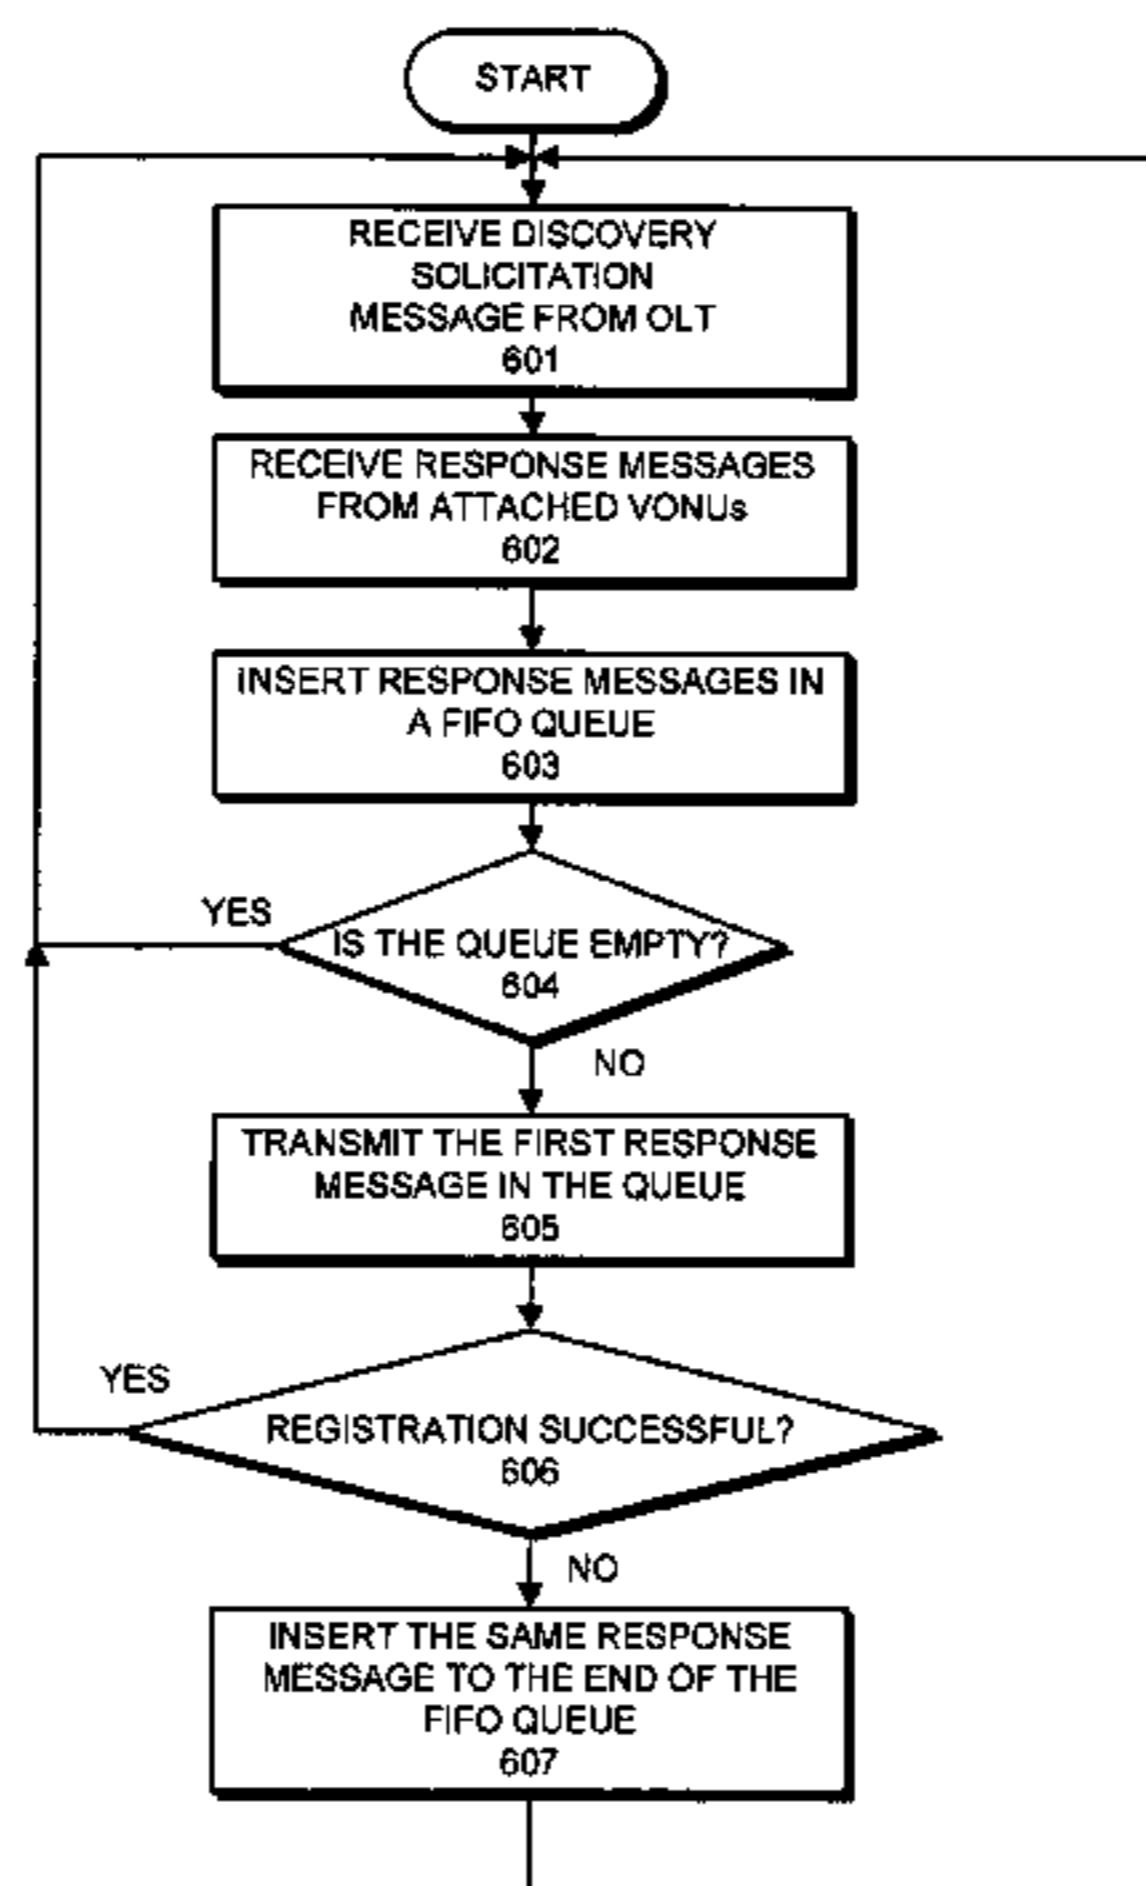 START
RECEIVE DISCOVERY
SOLICITATION
MESSAGE FROM OLT
601
RECEIVE RESPONSE MESSAGES
FROM ATTACHED VONUs
602
INSERT RESPONSE MESSAGES IN
A FIFO QUEUE
603
YES
IS THE QUEUE EMPTY?
604
NO
TRANSMIT THE FIRST RESPONSE
MESSAGE IN THE QUEUE
605
YES
REGISTRATION SUCCESSFUL?
606
NO
INSERT THE SAME RESPONSE
MESSAGE TO THE END OF THE
FIFO QUEUE
607